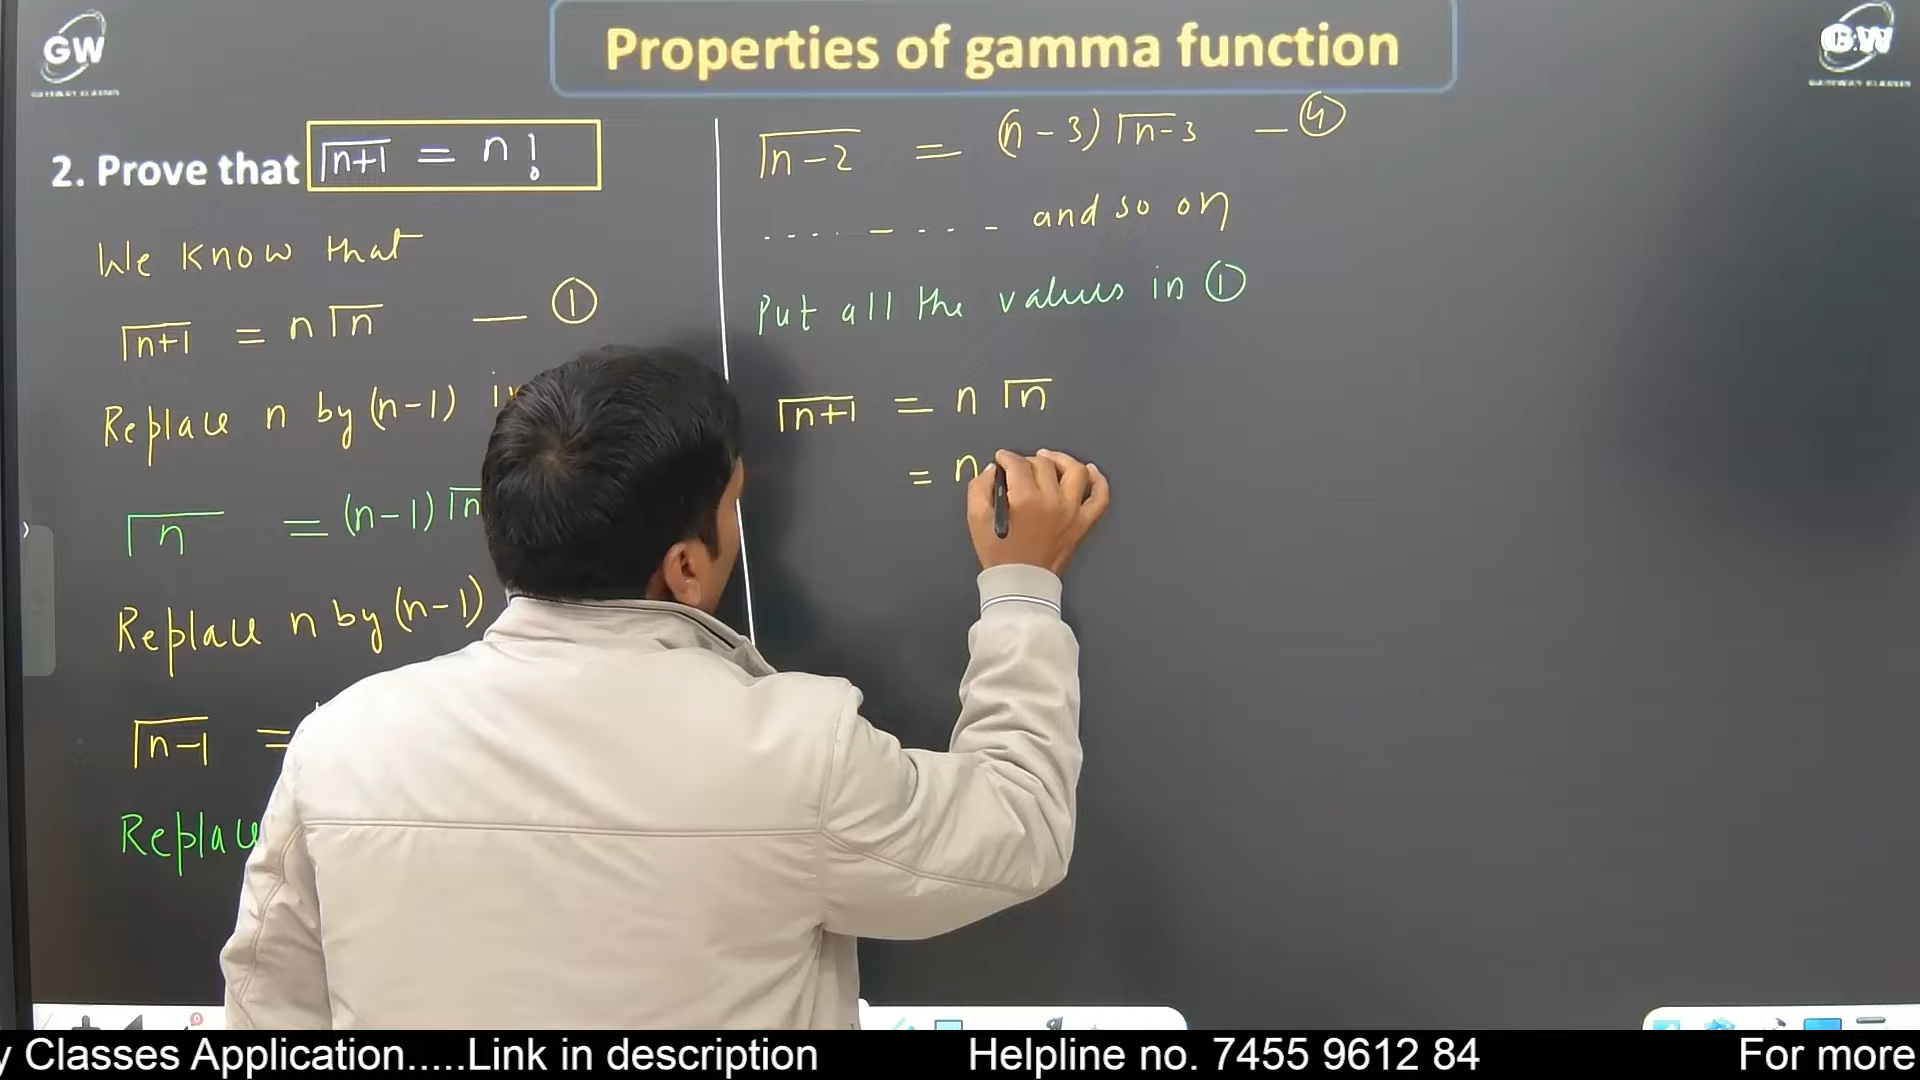 GW
Properties of gamma function
GW
2. Prove that Γn+1 = n!
We know that
Γn+1 = n Γn — ①
Replace n by (n-1)
Γn = (n-1) Γn
Replace n by (n-1)
Γn-1 =
Replace
Γn-2 = (n-3) Γn-3 — ④
..... - . - - - and so on
Put all the values in ①
Γn+1 = n Γn
= n
y Classes Application.....Link in description
Helpline no. 7455 9612 84
For more